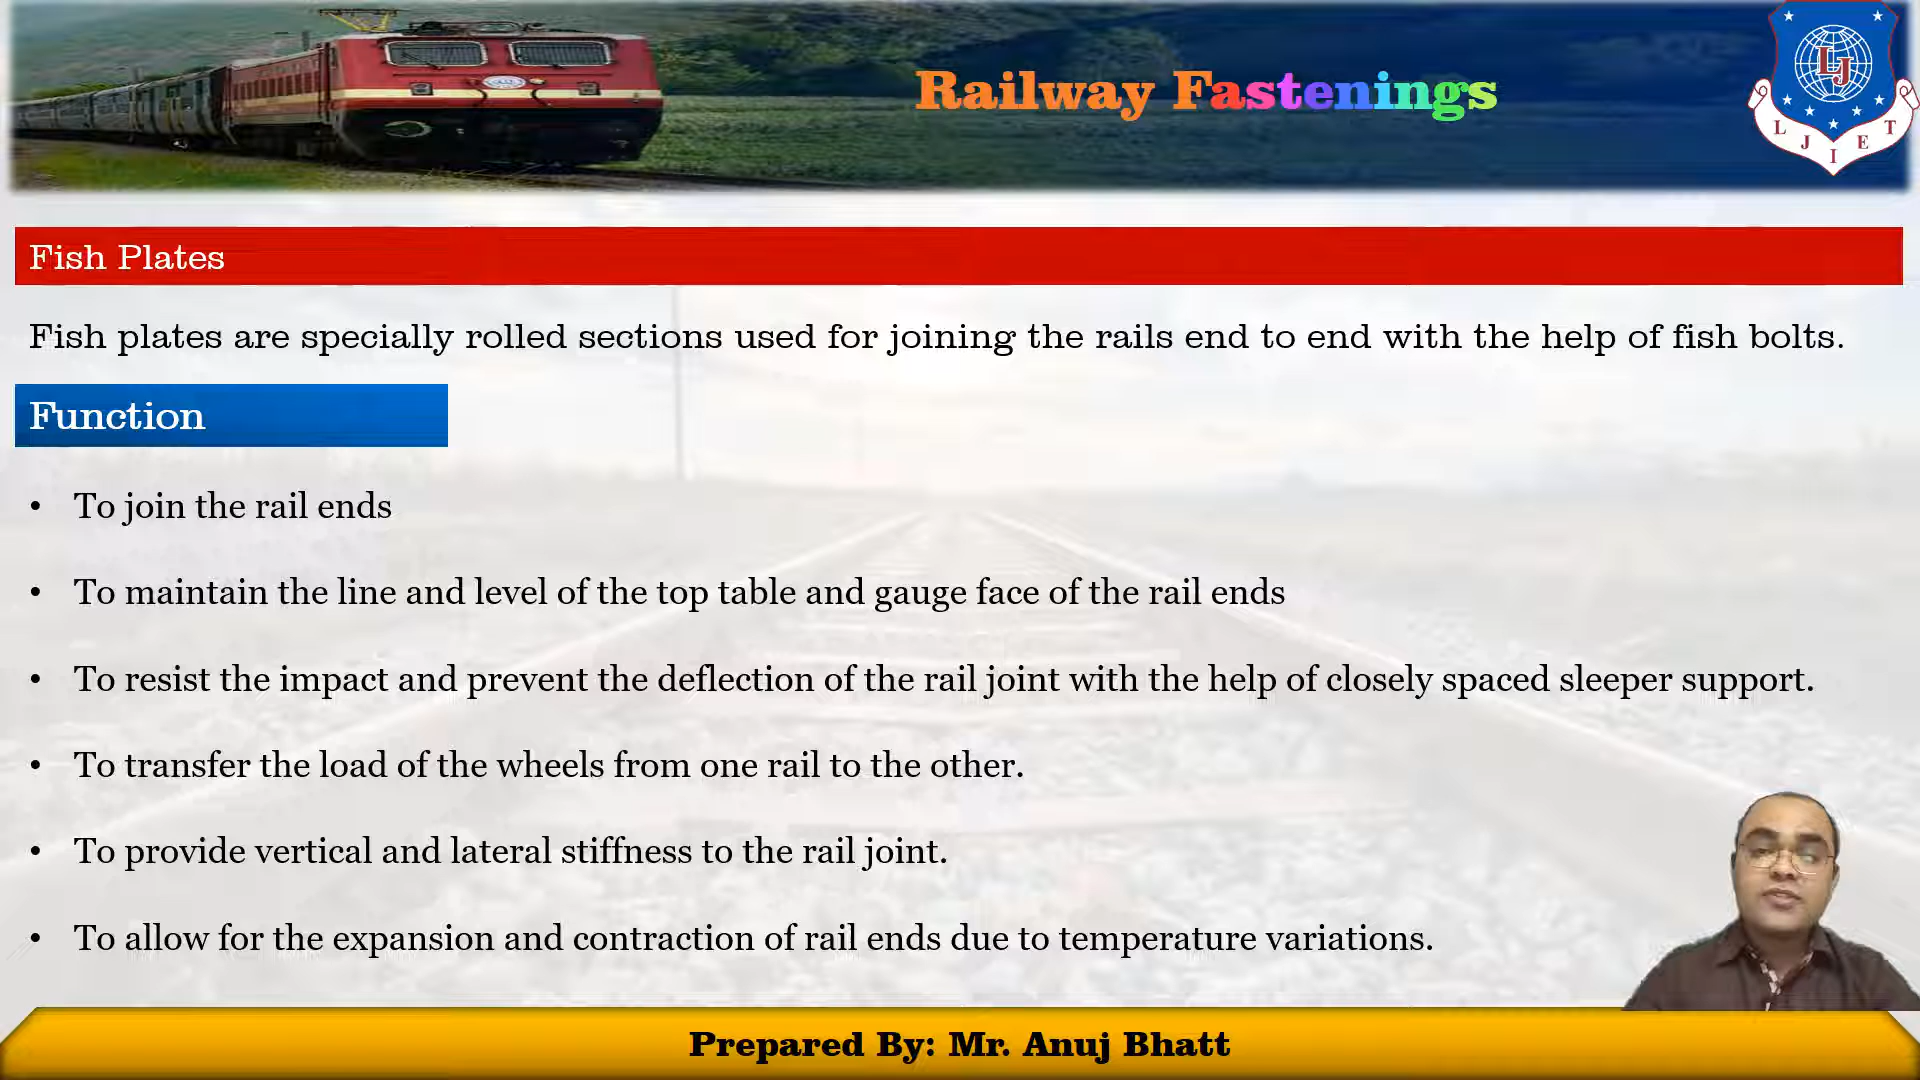 Railway Fastenings
LJ
L J I E T
Fish Plates
Fish plates are specially rolled sections used for joining the rails end to end with the help of fish bolts.
Function
• To join the rail ends
• To maintain the line and level of the top table and gauge face of the rail ends
• To resist the impact and prevent the deflection of the rail joint with the help of closely spaced sleeper support.
• To transfer the load of the wheels from one rail to the other.
• To provide vertical and lateral stiffness to the rail joint.
• To allow for the expansion and contraction of rail ends due to temperature variations.
Prepared By: Mr. Anuj Bhatt